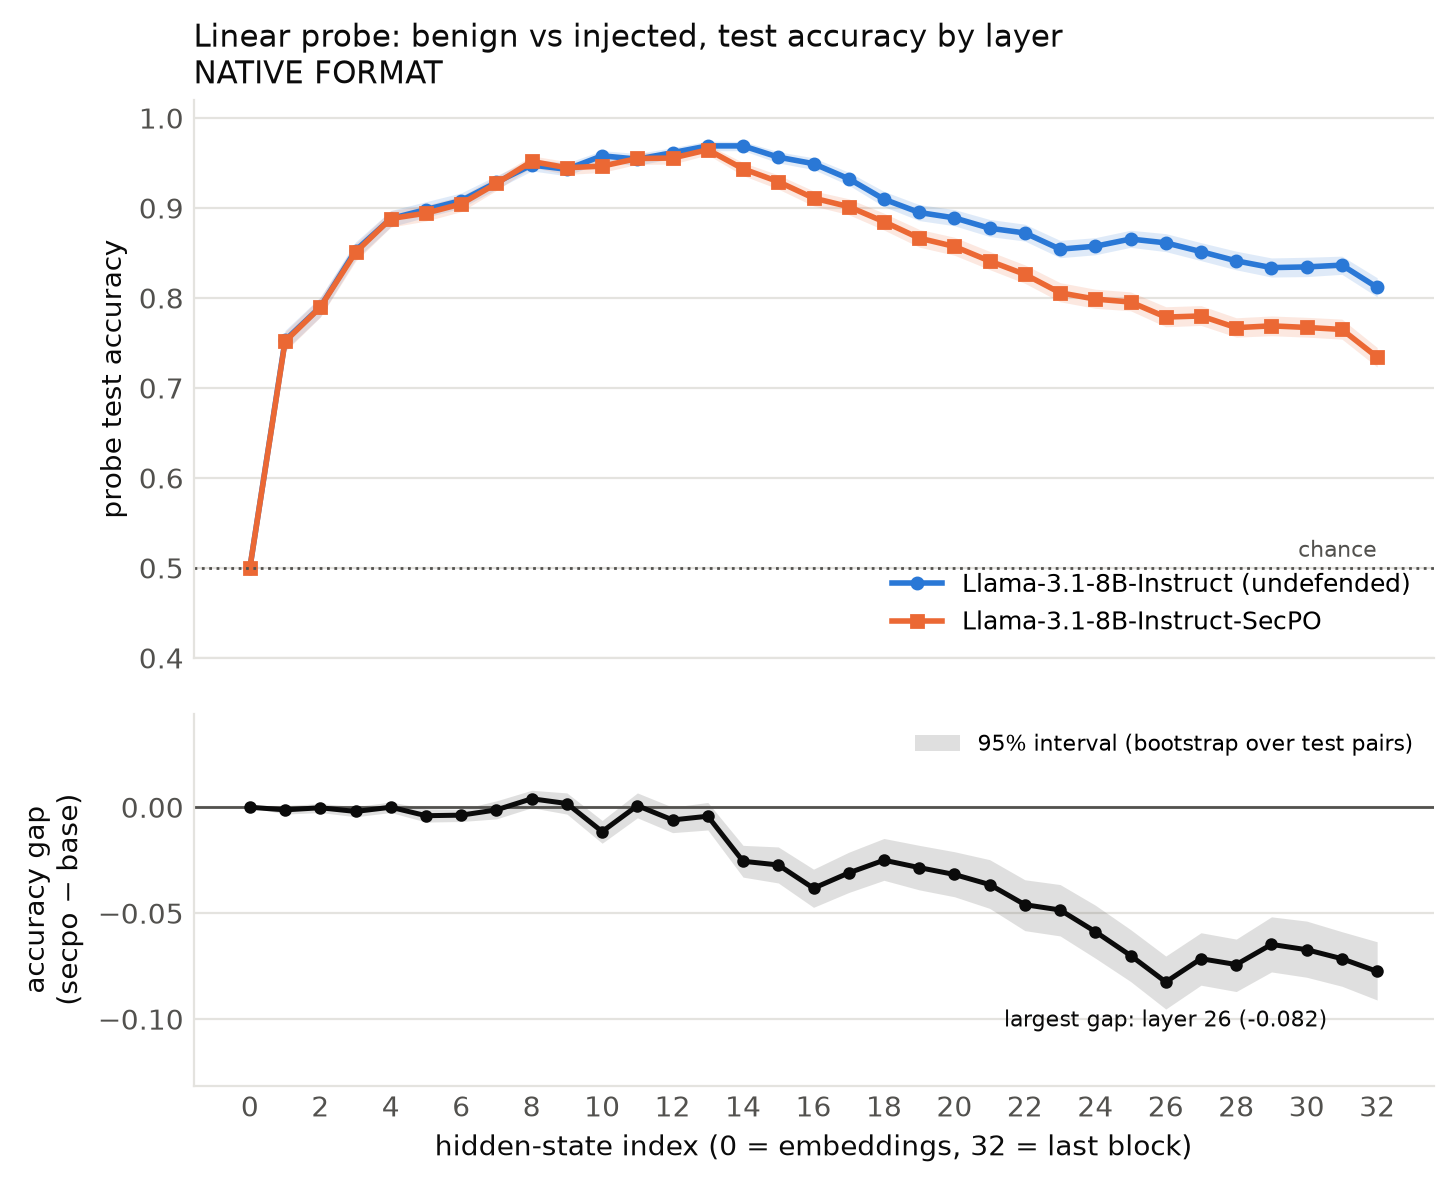 Linear probe: benign vs injected, test accuracy by layer
NATIVE FORMAT
1.0
0.9
0.8
0.7
0.6
0.5
0.4
probe test accuracy
chance
Llama-3.1-8B-Instruct (undefended)
Llama-3.1-8B-Instruct-SecPO
95% interval (bootstrap over test pairs)
0.00
−0.05
−0.10
accuracy gap
(secpo − base)
largest gap: layer 26 (-0.082)
0 2 4 6 8 10 12 14 16 18 20 22 24 26 28 30 32
hidden-state index (0 = embeddings, 32 = last block)